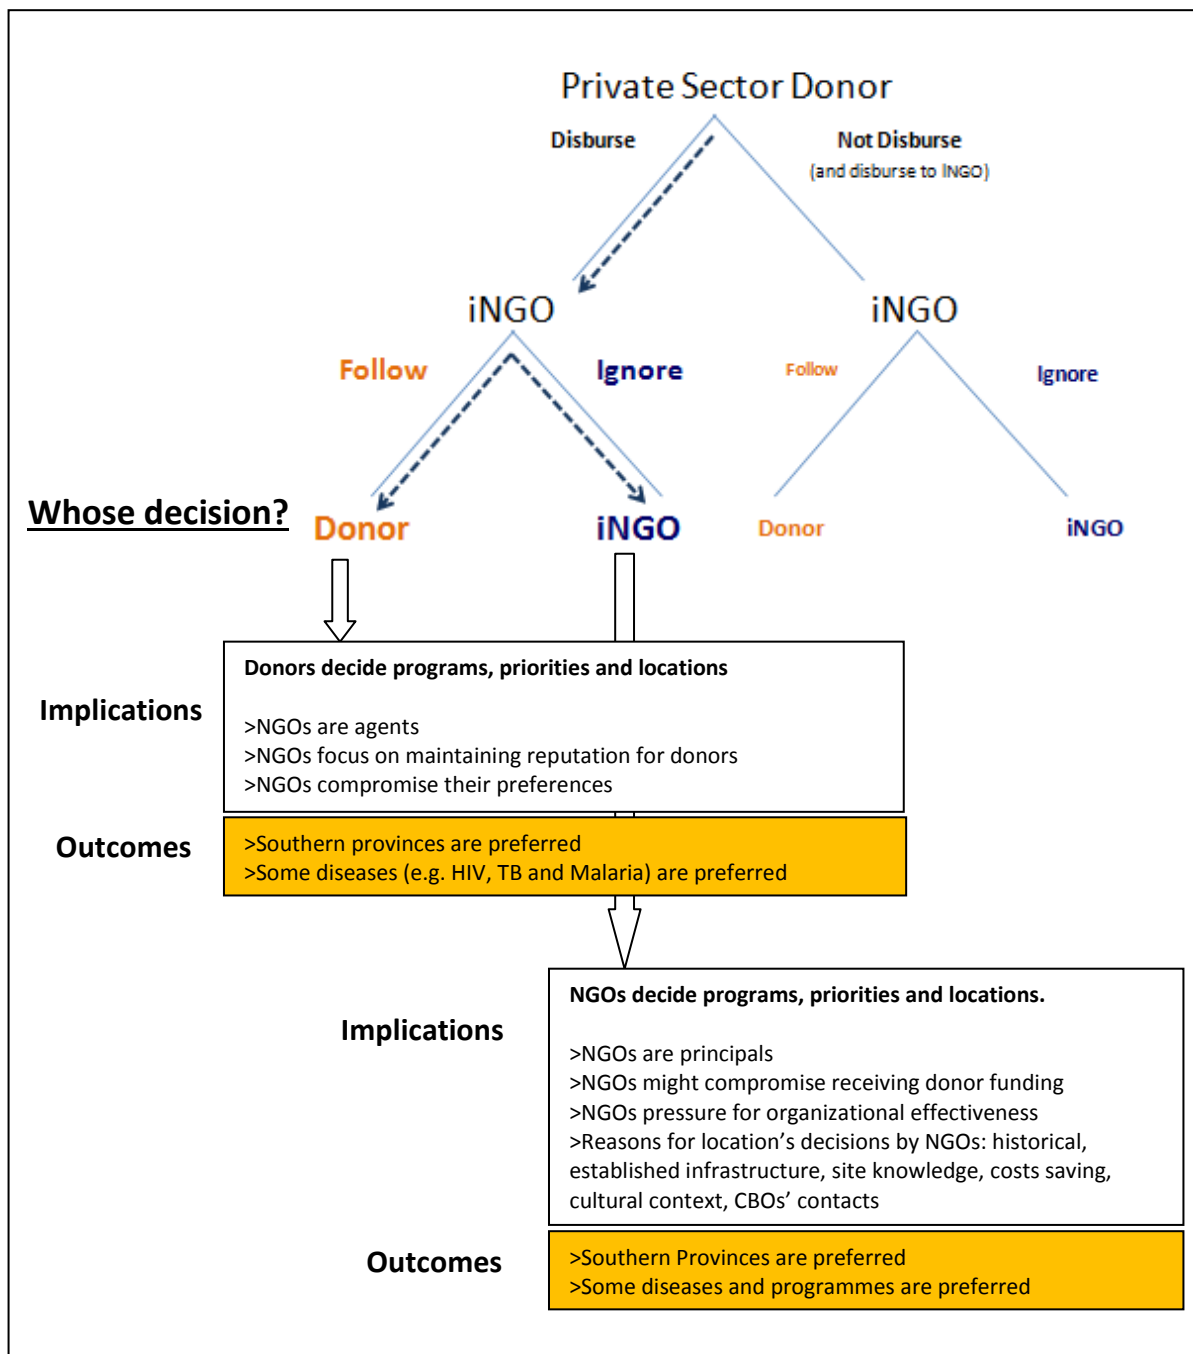 Private Sector Donor
Disburse
Not Disburse
(and disburse to INGO)
iNGO
iNGO
Follow
Ignore
Follow
Ignore
Whose decision?
Donor
iNGO
Donor
iNGO
Implications
Donors decide programs, priorities and locations
>NGOs are agents
>NGOs focus on maintaining reputation for donors
>NGOs compromise their preferences
Outcomes
>Southern provinces are preferred
>Some diseases (e.g. HIV, TB and Malaria) are preferred
Implications
NGOs decide programs, priorities and locations.
>NGOs are principals
>NGOs might compromise receiving donor funding
>NGOs pressure for organizational effectiveness
>Reasons for location’s decisions by NGOs: historical,
established infrastructure, site knowledge, costs saving,
cultural context, CBOs’ contacts
Outcomes
>Southern Provinces are preferred
>Some diseases and programmes are preferred